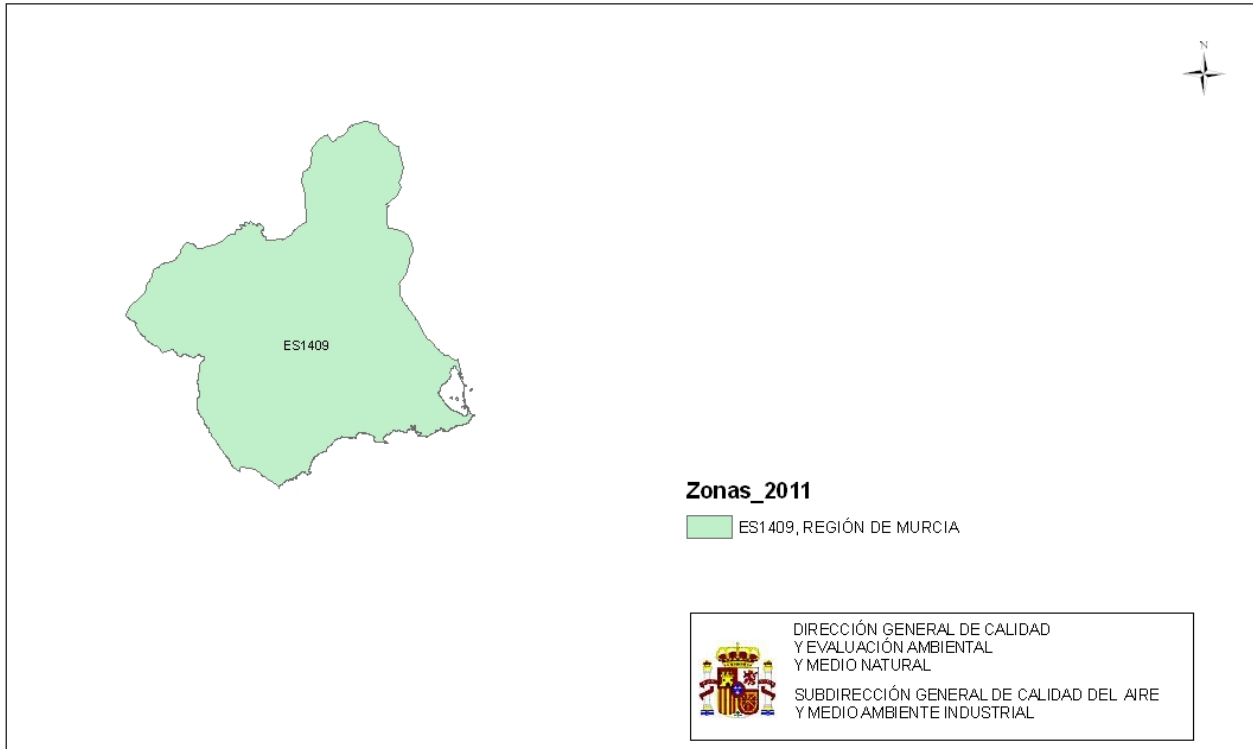 N
ES1409
Zonas_2011
ES1409, REGIÓN DE MURCIA
DIRECCIÓN GENERAL DE CALIDAD
Y EVALUACIÓN AMBIENTAL
Y MEDIO NATURAL
SUBDIRECCIÓN GENERAL DE CALIDAD DEL AIRE
Y MEDIO AMBIENTE INDUSTRIAL